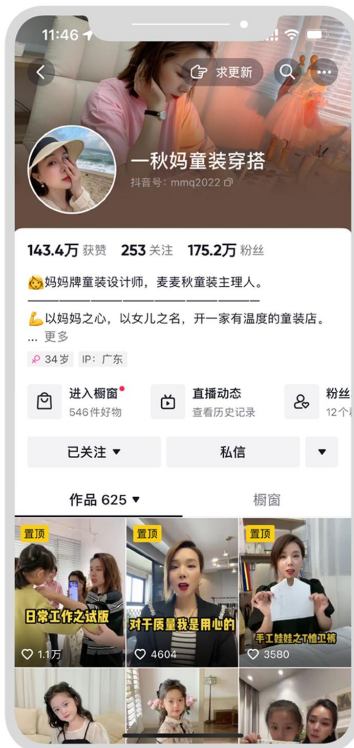 11:46
求更新
一秋妈童装穿搭
抖音号：mmq2022
143.4万 获赞 253 关注 175.2万 粉丝
妈妈牌童装设计师，麦麦秋童装主理人。
以妈妈之心，以女儿之名，开一家有温度的童装店。
... 更多
34岁 IP：广东
进入橱窗 直播动态 粉丝
546件好物 查看历史记录 12个
已关注 私信
作品 625 橱窗
置顶 置顶 置顶
日常工作之试版 对于质量我是用心的 手工娃娃之T恤卫裤
1.1万 4604 3580